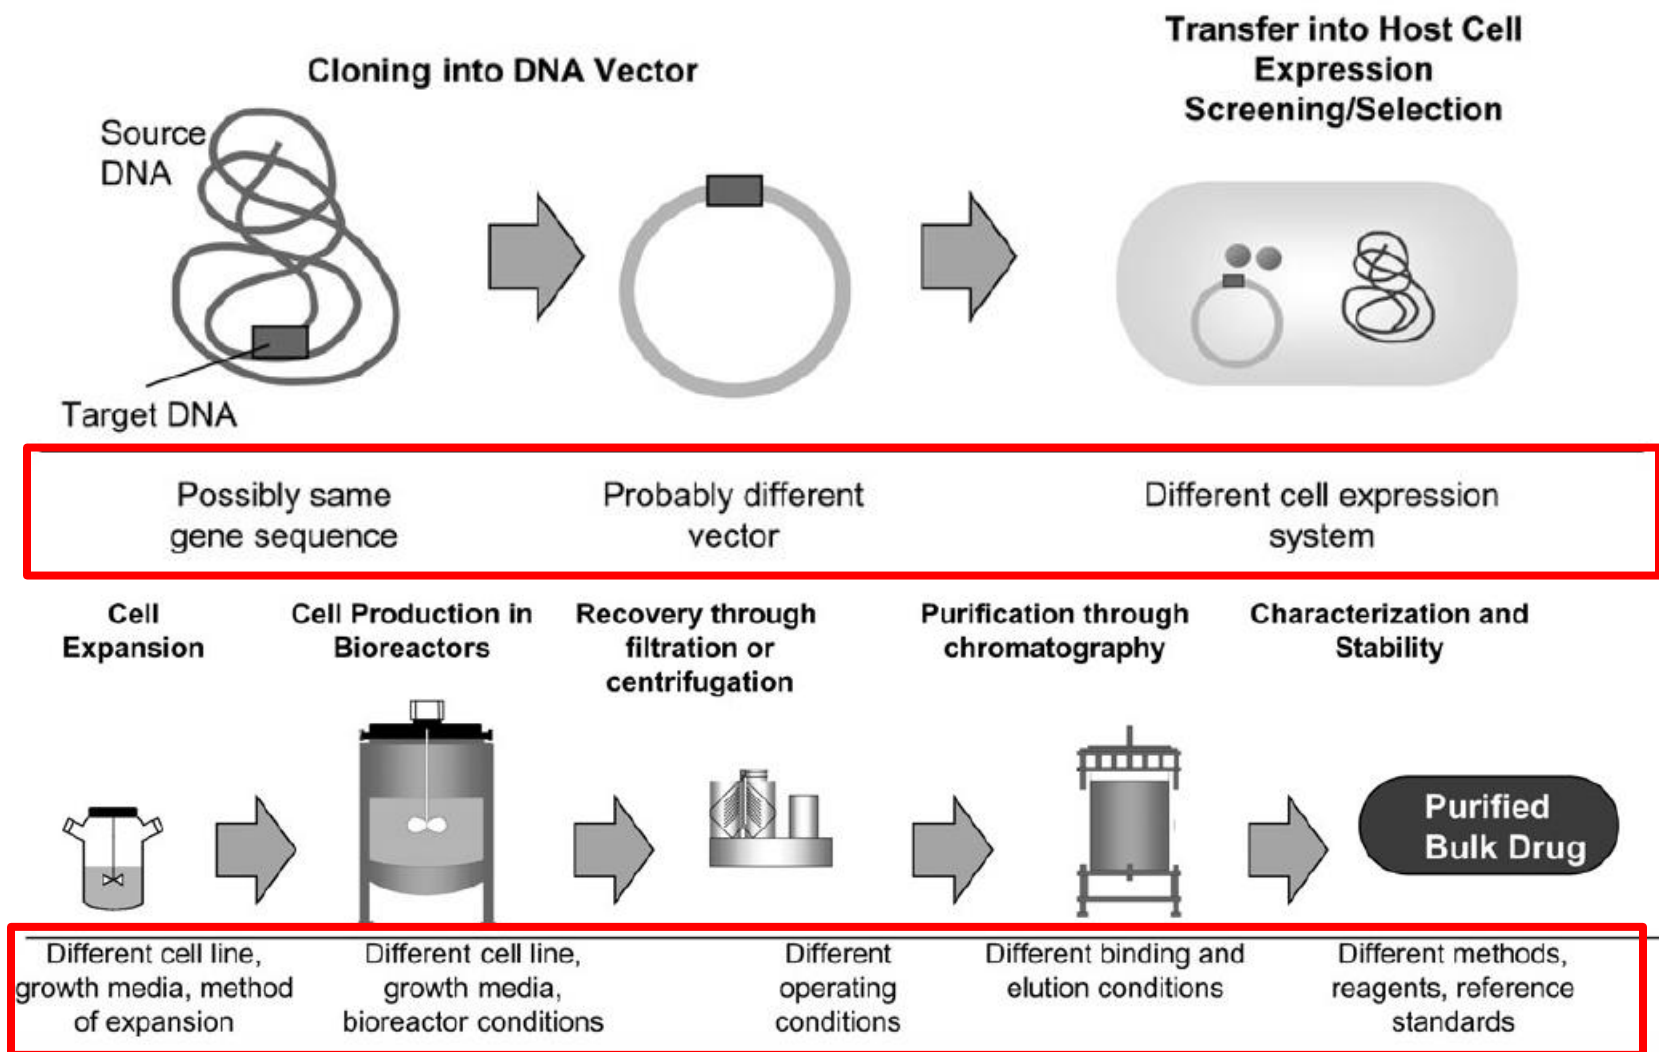 Cloning into DNA Vector
Transfer into Host Cell
Expression
Screening/Selection
Source
DNA
Target DNA
Possibly same
gene sequence
Probably different
vector
Different cell expression
system
Cell
Expansion
Cell Production in
Bioreactors
Recovery through
filtration or
centrifugation
Purification through
chromatography
Characterization and
Stability
Purified
Bulk Drug
Different cell line,
growth media, method
of expansion
Different cell line,
growth media,
bioreactor conditions
Different
operating
conditions
Different binding and
elution conditions
Different methods,
reagents, reference
standards